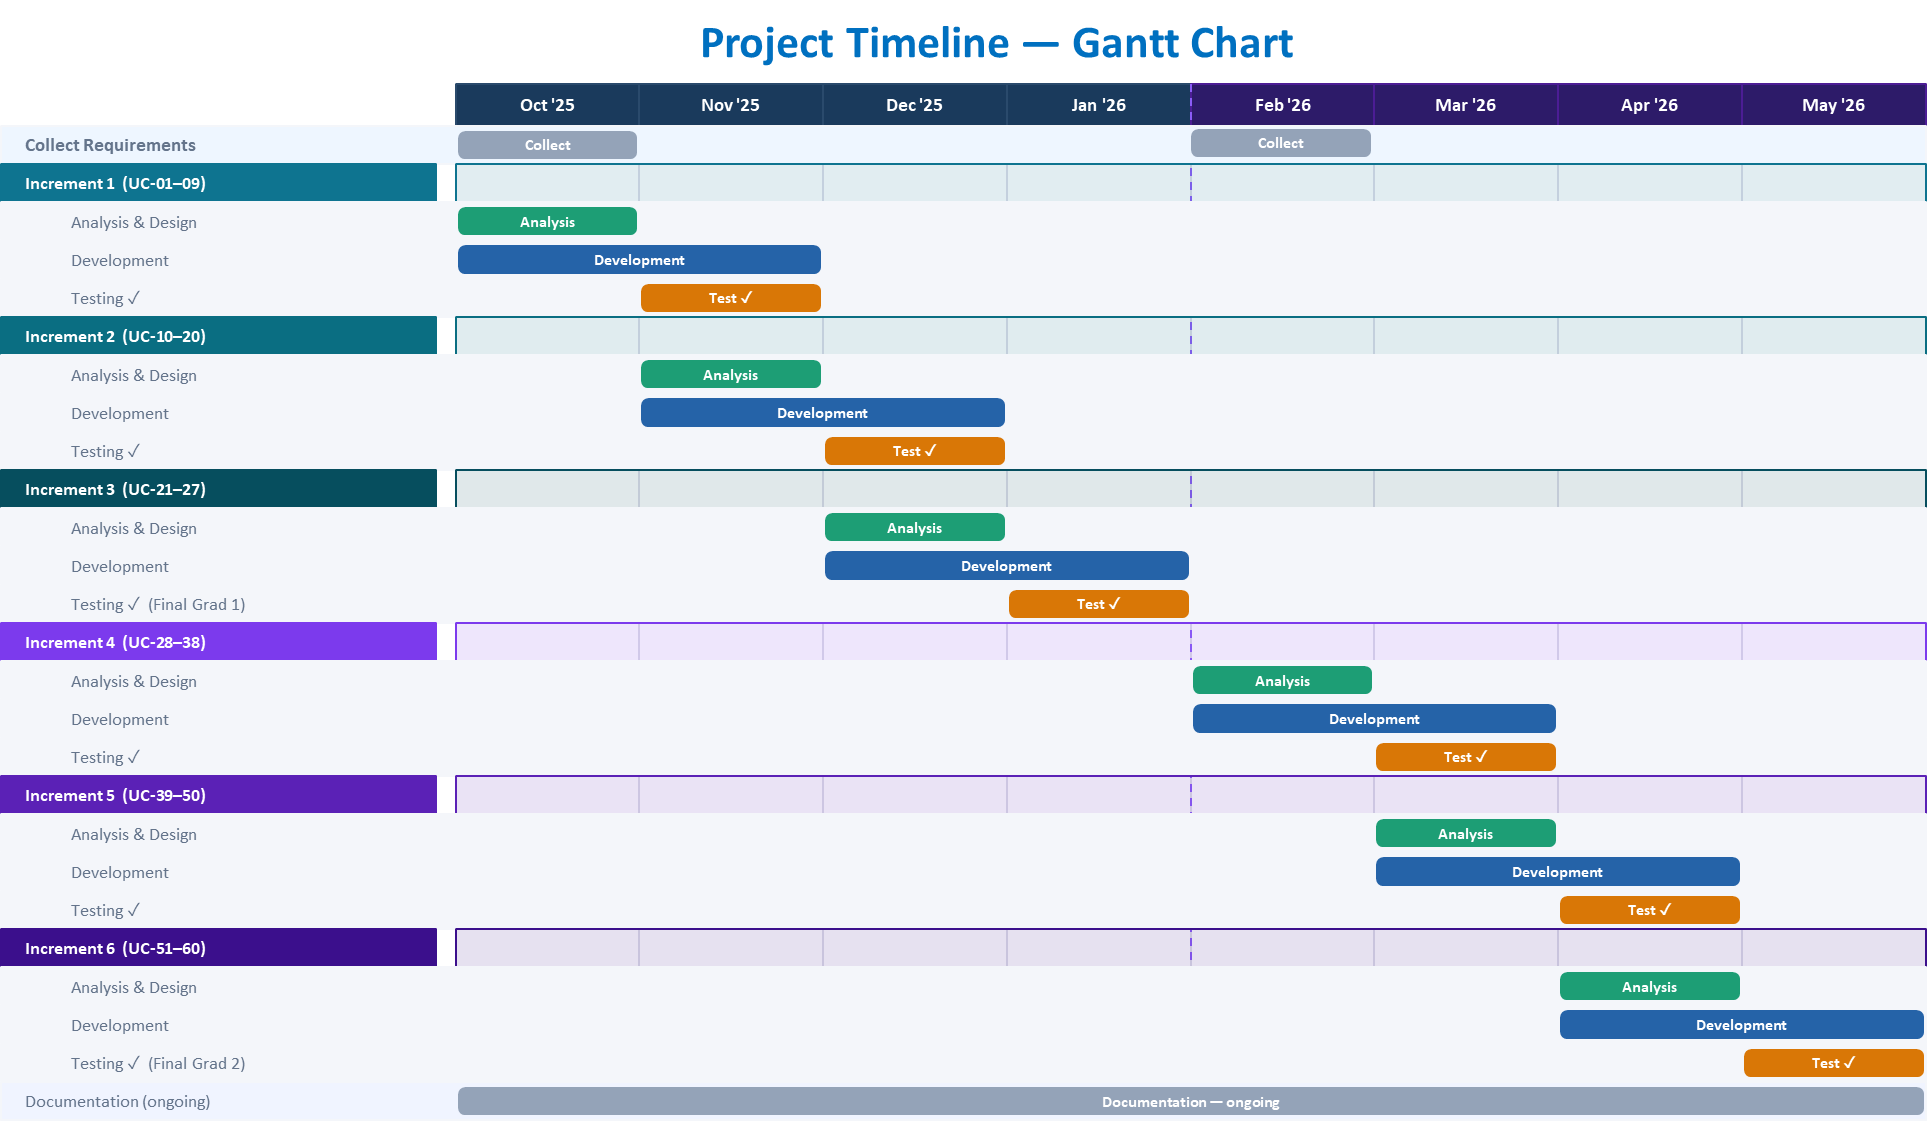 Project Timeline — Gantt Chart
Oct '25 Nov '25 Dec '25 Jan '26 Feb '26 Mar '26 Apr '26 May '26
Collect Requirements Collect Collect
Increment 1 (UC-01–09)
Analysis & Design Analysis
Development Development
Testing ✓ Test ✓
Increment 2 (UC-10–20)
Analysis & Design Analysis
Development Development
Testing ✓ Test ✓
Increment 3 (UC-21–27)
Analysis & Design Analysis
Development Development
Testing ✓ (Final Grad 1) Test ✓
Increment 4 (UC-28–38)
Analysis & Design Analysis
Development Development
Testing ✓ Test ✓
Increment 5 (UC-39–50)
Analysis & Design Analysis
Development Development
Testing ✓ Test ✓
Increment 6 (UC-51–60)
Analysis & Design Analysis
Development Development
Testing ✓ (Final Grad 2) Test ✓
Documentation (ongoing) Documentation — ongoing